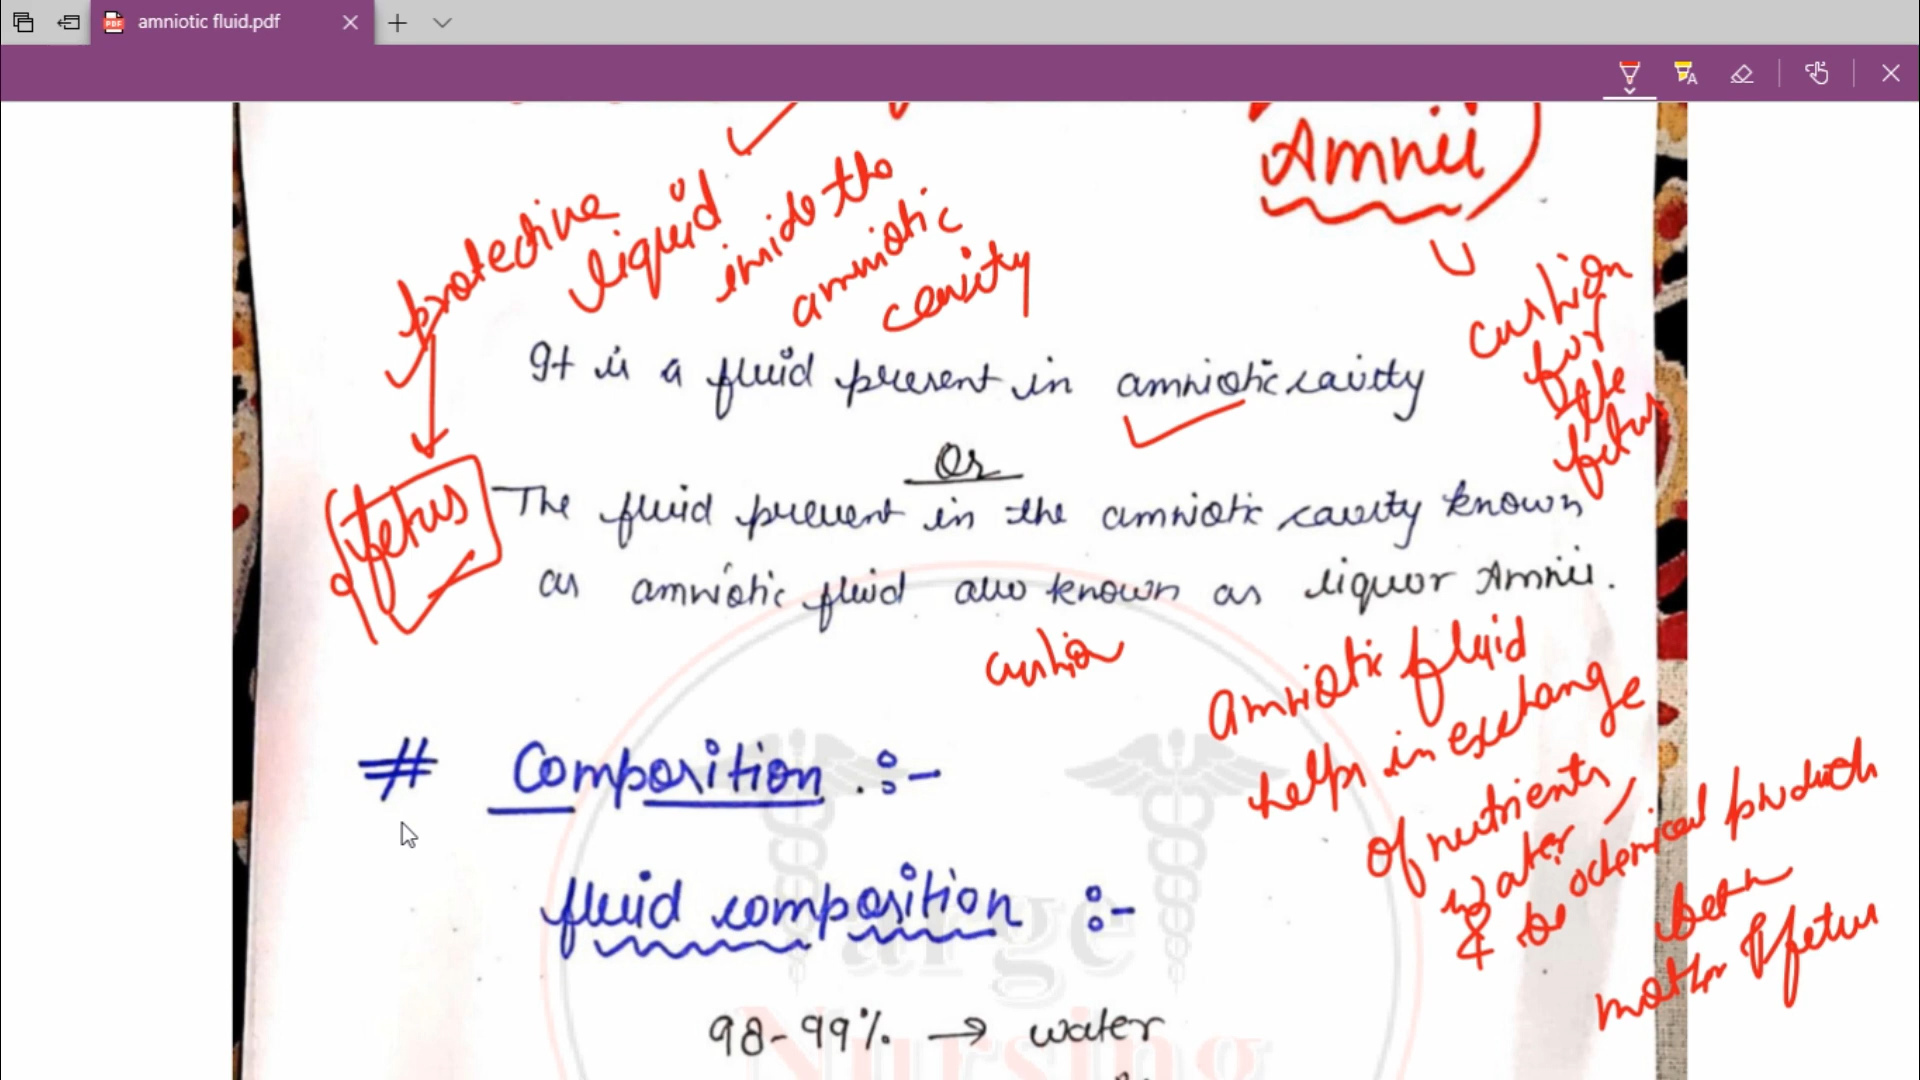 amniotic fluid.pdf
Amnii
protective
liquid
inside the
amniotic
cavity
cushion
for
the
fetus
It is a fluid present in amniotic cavity
Or
fetus
The fluid present in the amniotic cavity known
as amniotic fluid also known as liquor Amnii.
cushion
Amniotic fluid
helps in exchange
of nutrients
water
& biochemical products
betn
mother & fetus
# Composition :-
fluid composition :-
arge
98-99% → water
Nursing